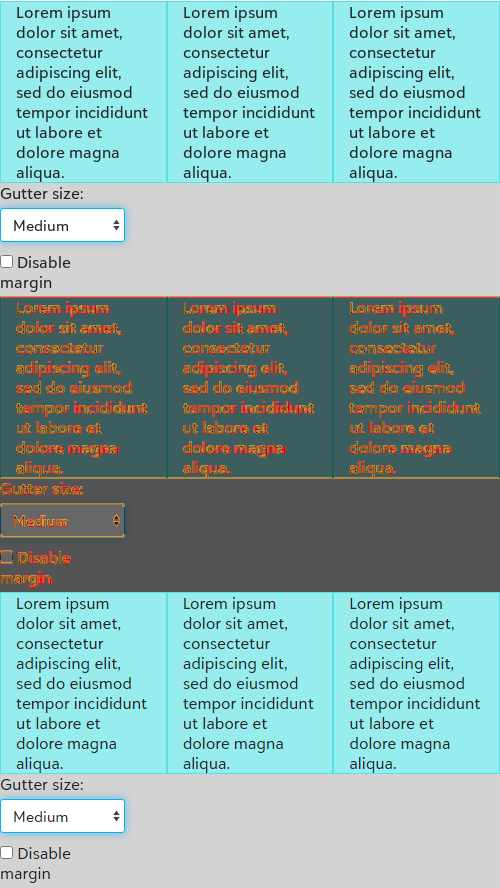 Lorem ipsum
dolor sit amet,
consectetur
adipiscing elit,
sed do eiusmod
tempor incididunt
ut labore et
dolore magna
aliqua.
Lorem ipsum
dolor sit amet,
consectetur
adipiscing elit,
sed do eiusmod
tempor incididunt
ut labore et
dolore magna
aliqua.
Lorem ipsum
dolor sit amet,
consectetur
adipiscing elit,
sed do eiusmod
tempor incididunt
ut labore et
dolore magna
aliqua.
Gutter size:
Medium
Disable
margin
Lorem ipsum
dolor sit amet,
consectetur
adipiscing elit,
sed do eiusmod
tempor incididunt
ut labore et
dolore magna
aliqua.
Lorem ipsum
dolor sit amet,
consectetur
adipiscing elit,
sed do eiusmod
tempor incididunt
ut labore et
dolore magna
aliqua.
Lorem ipsum
dolor sit amet,
consectetur
adipiscing elit,
sed do eiusmod
tempor incididunt
ut labore et
dolore magna
aliqua.
Gutter size:
Medium
Disable
margin
Lorem ipsum
dolor sit amet,
consectetur
adipiscing elit,
sed do eiusmod
tempor incididunt
ut labore et
dolore magna
aliqua.
Lorem ipsum
dolor sit amet,
consectetur
adipiscing elit,
sed do eiusmod
tempor incididunt
ut labore et
dolore magna
aliqua.
Lorem ipsum
dolor sit amet,
consectetur
adipiscing elit,
sed do eiusmod
tempor incididunt
ut labore et
dolore magna
aliqua.
Gutter size:
Medium
Disable
margin